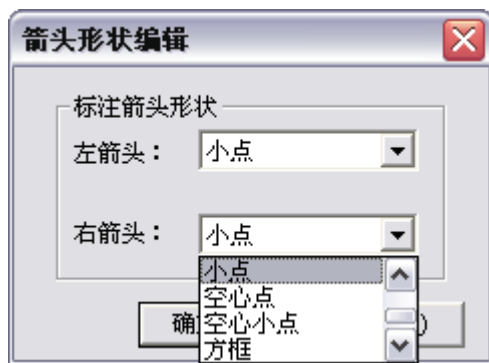 箭头形状编辑
标注箭头形状
左箭头： 小点
右箭头： 小点
小点
空心点
确 空心小点 )
方框